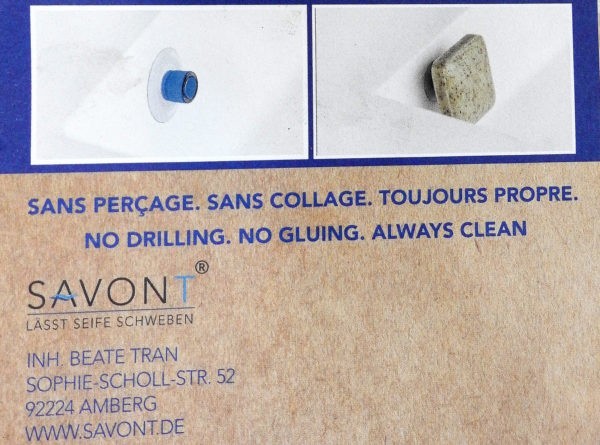 SANS PERÇAGE. SANS COLLAGE. TOUJOURS PROPRE.
NO DRILLING. NO GLUING. ALWAYS CLEAN
SAVONT®
LÄSST SEIFE SCHWEBEN
INH. BEATE TRAN
SOPHIE-SCHOLL-STR. 52
92224 AMBERG
WWW.SAVONT.DE